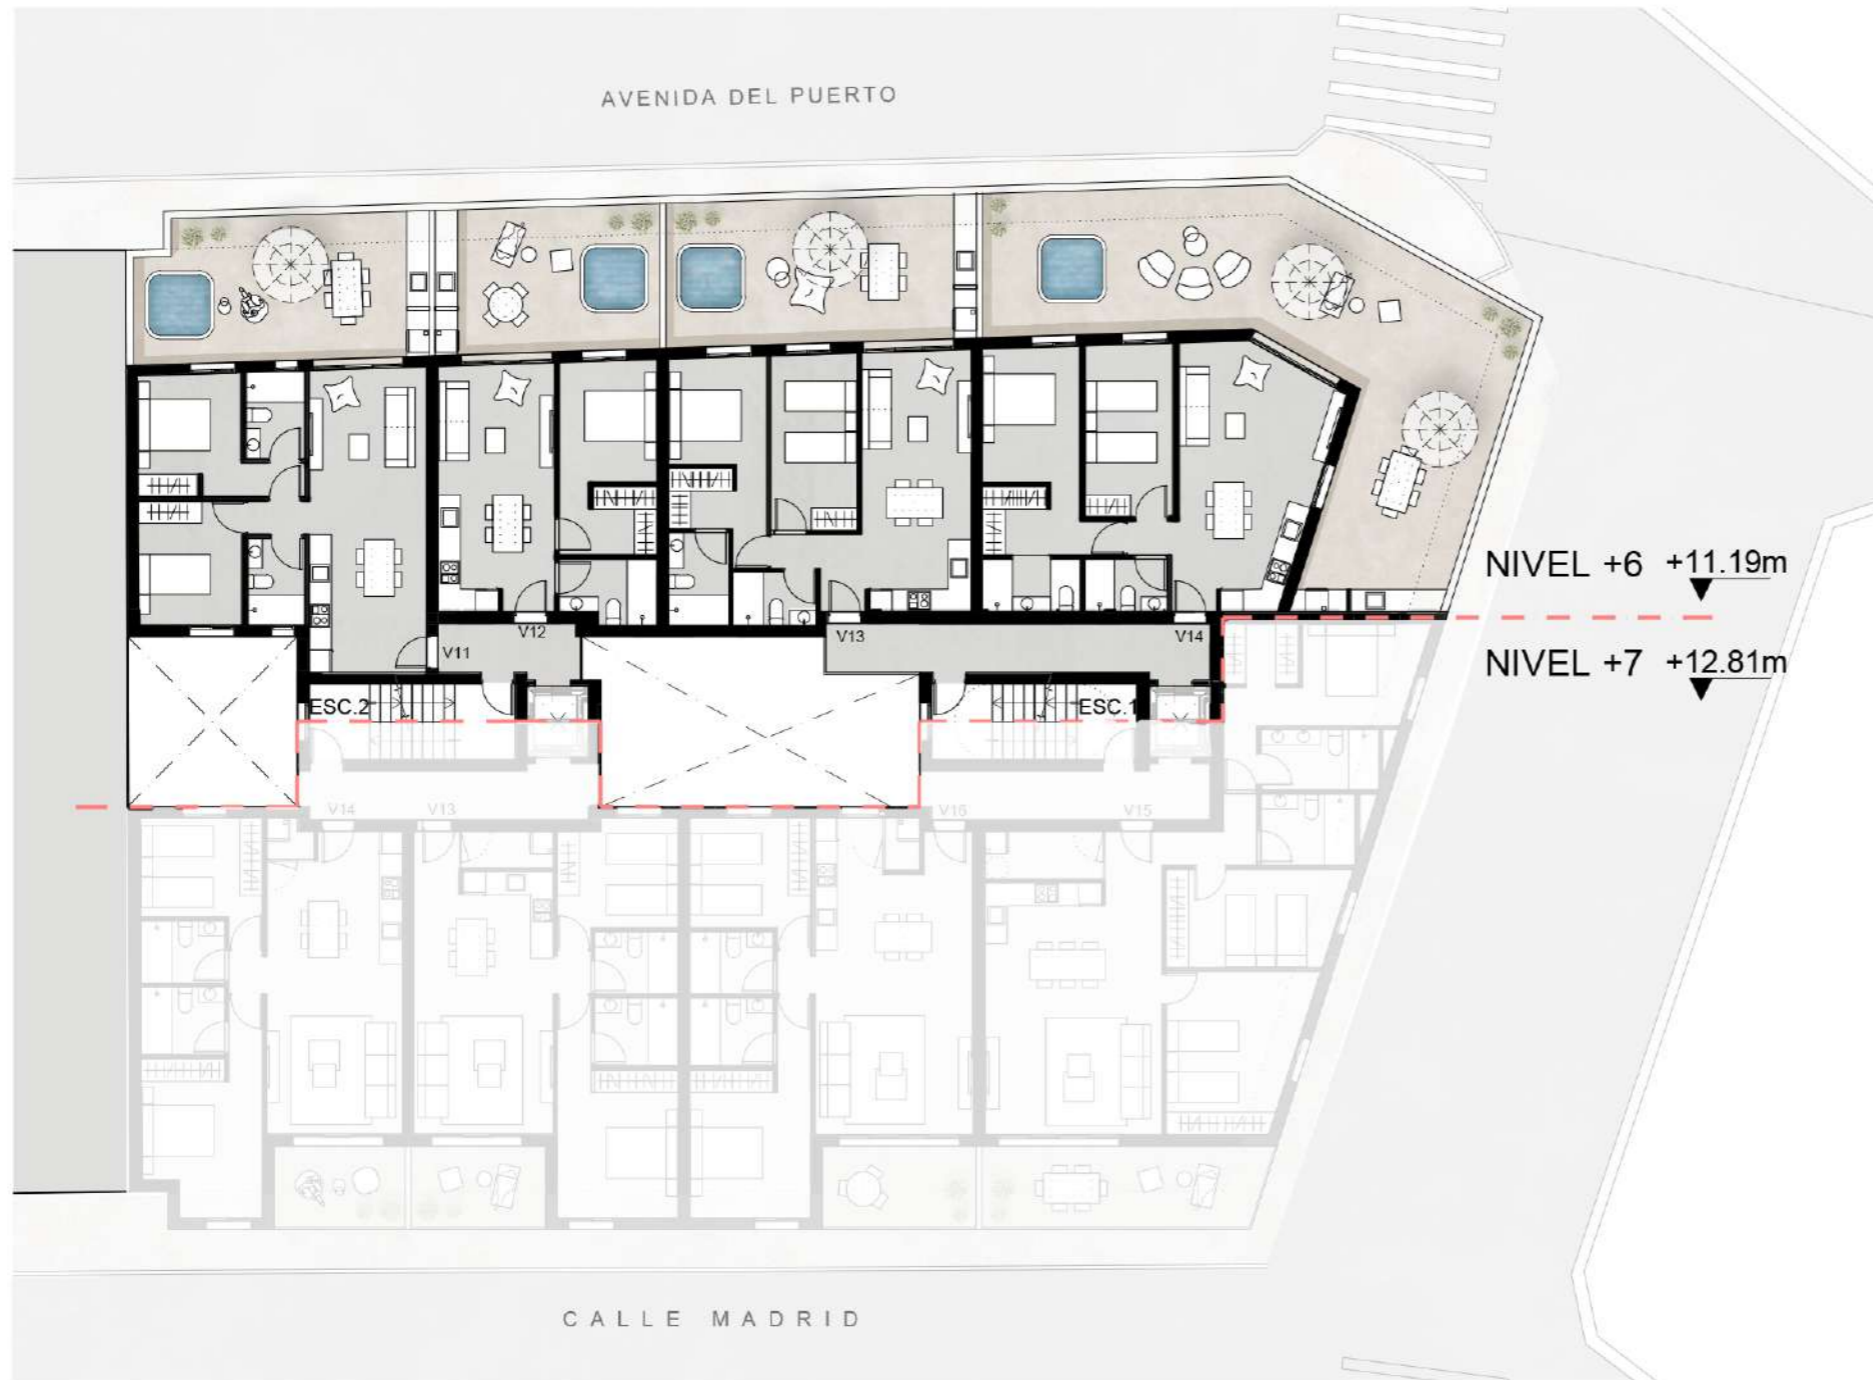 AVENIDA DEL PUERTO
NIVEL +6 +11.19m
V12
V13
V14
V11
NIVEL +7 +12.81m
ESC.2
ESC.1
V14
V13
V16
V15
CALLE MADRID